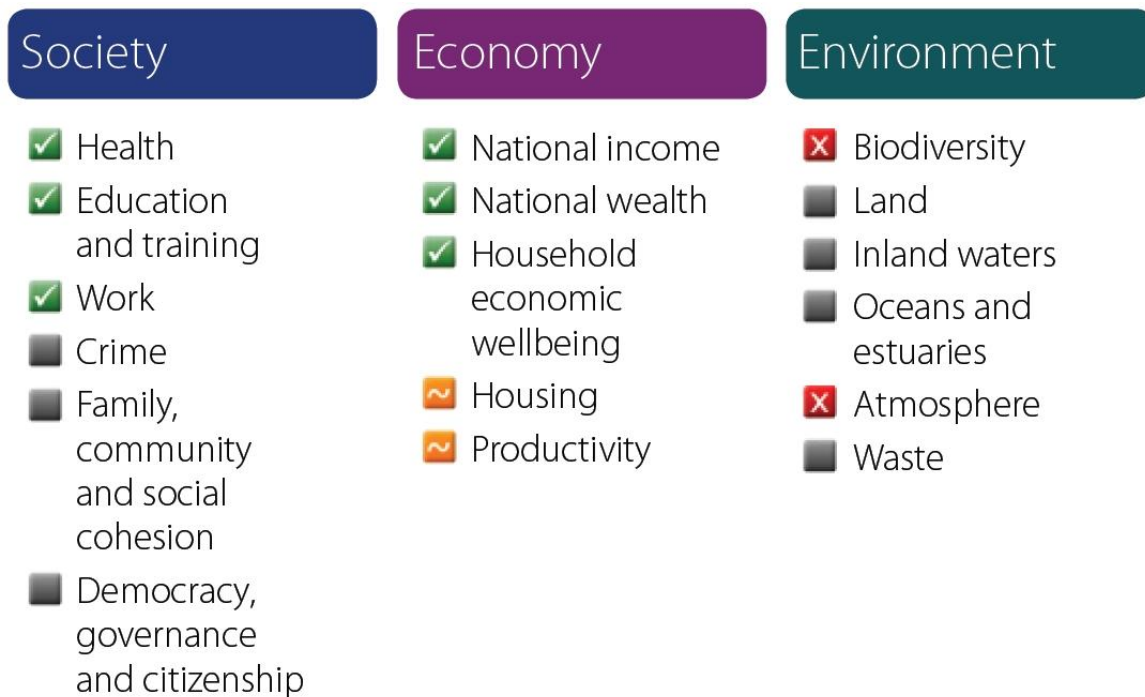 Society
Health
Education
and training
Work
Crime
Family,
community
and social
cohesion
Democracy,
governance
and citizenship
Economy
National income
National wealth
Household
economic
wellbeing
Housing
Productivity
Environment
Biodiversity
Land
Inland waters
Oceans and
estuaries
Atmosphere
Waste